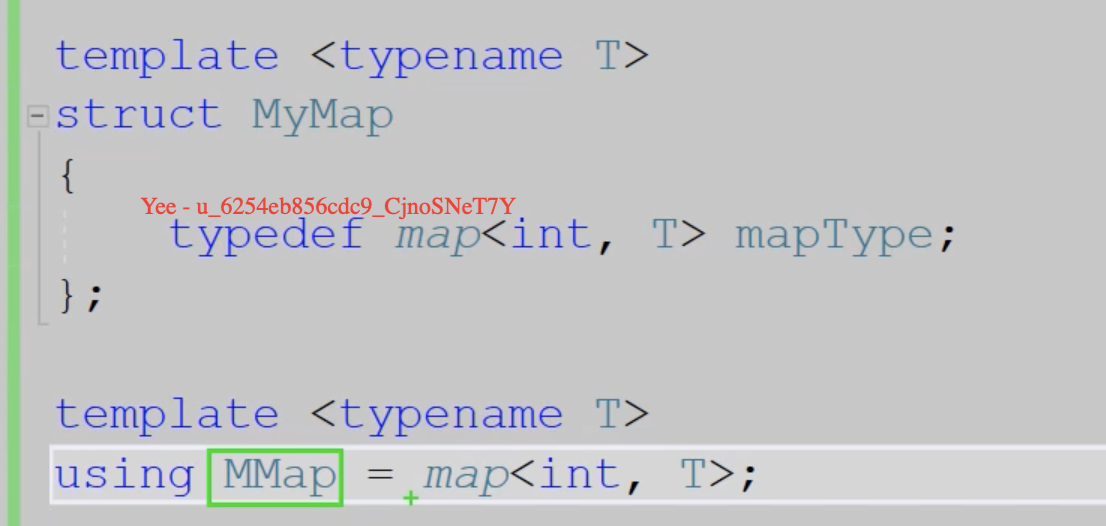 template <typename T>
struct MyMap
{
Yee - u_6254eb856cdc9_CjnoSNeT7Y
typedef map<int, T> mapType;
};
template <typename T>
using MMap = map<int, T>;